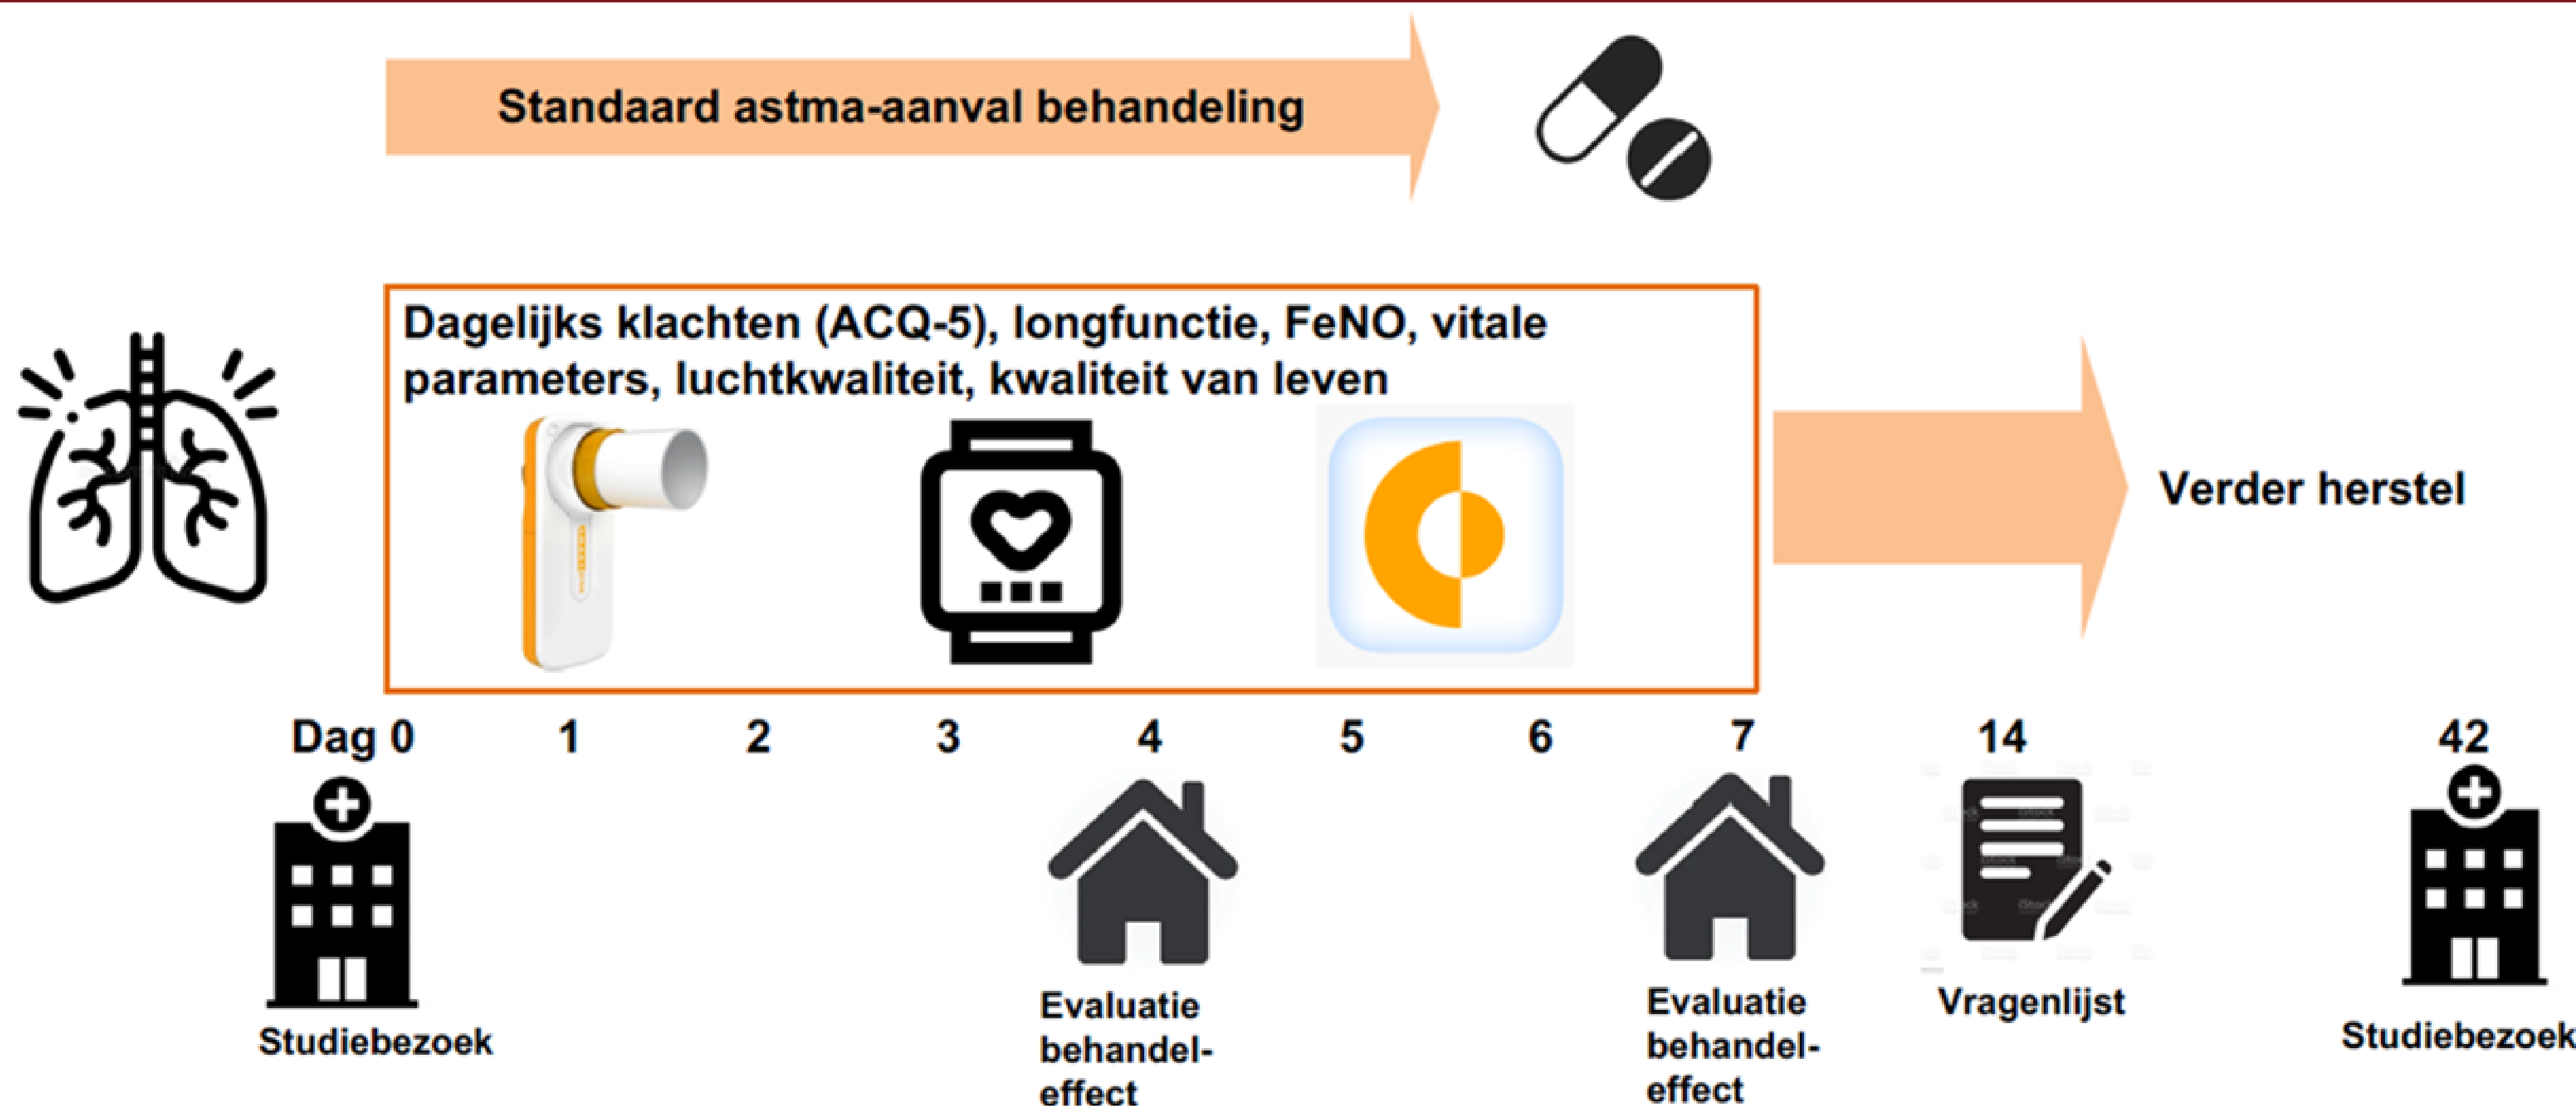 Standaard astma-aanval behandeling
Dagelijks klachten (ACQ-5), longfunctie, FeNO, vitale
parameters, luchtkwaliteit, kwaliteit van leven
Verder herstel
Dag 0 1 2 3 4 5 6 7 14 42
Studiebezoek
Evaluatie
behandel-
effect
Evaluatie
behandel-
effect
Vragenlijst
Studiebezoek